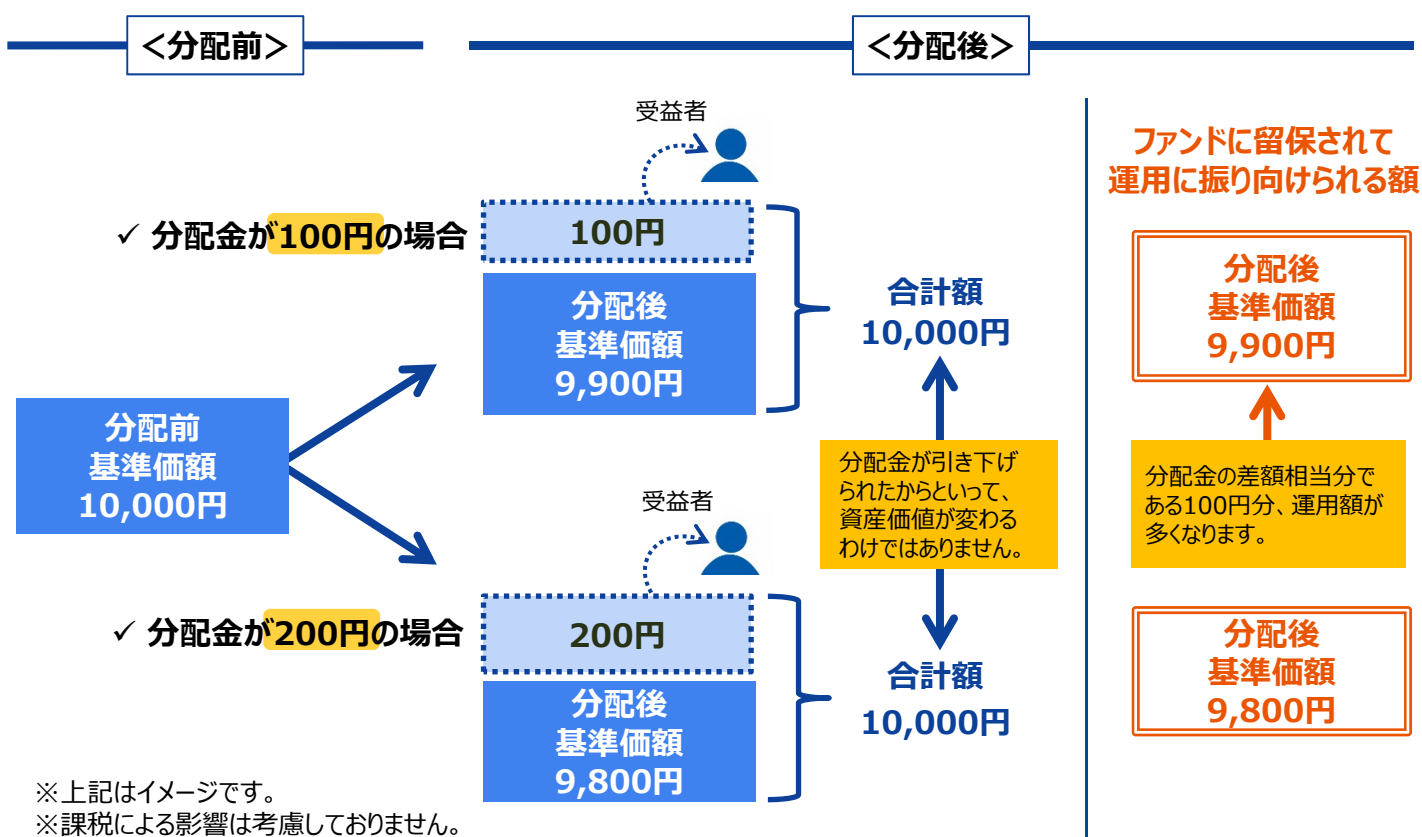 ＜分配前＞
＜分配後＞
受益者
✓ 分配金が100円の場合
100円
分配後
基準価額
9,900円
合計額
10,000円
分配前
基準価額
10,000円
分配金が引き下げ
られたからといって、
資産価値が変わる
わけではありません。
受益者
✓ 分配金が200円の場合
200円
分配後
基準価額
9,800円
合計額
10,000円
ファンドに留保されて
運用に振り向けられる額
分配後
基準価額
9,900円
分配金の差額相当分で
ある100円分、運用額が
多くなります。
分配後
基準価額
9,800円
※上記はイメージです。
※課税による影響は考慮しておりません。